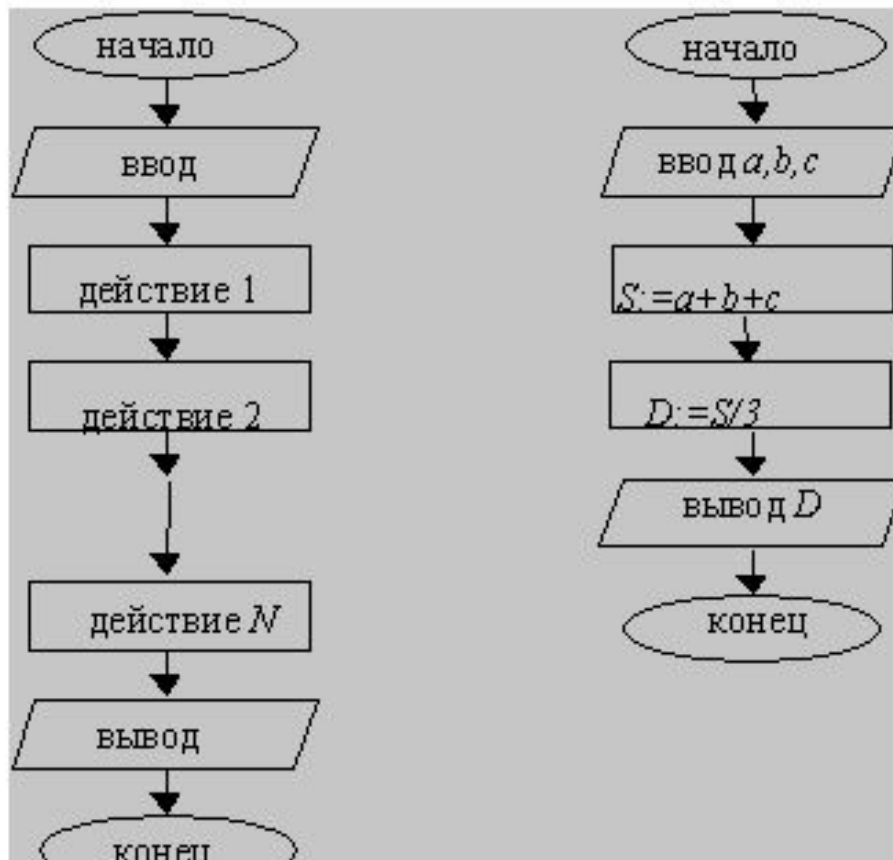 начало
ввод
действие 1
действие 2
действие N
вывод
конец
начало
ввод a,b,c
S:=a+b+c
D:=S/3
вывод D
конец